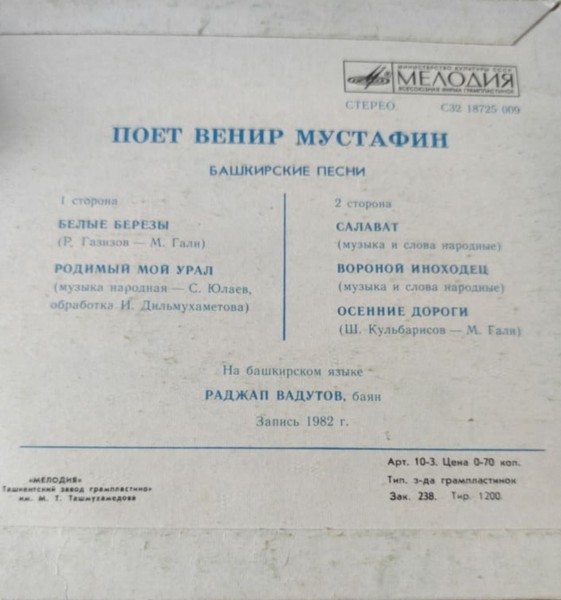 МИНИСТЕРСТВО КУЛЬТУРЫ СССР
МЕЛОДИЯ
ВСЕСОЮЗНАЯ ФИРМА ГРАМПЛАСТИНОК
СТЕРЕО С32 18725 009
ПОЕТ ВЕНИР МУСТАФИН
БАШКИРСКИЕ ПЕСНИ
1 сторона
БЕЛЫЕ БЕРЕЗЫ
(Р. Газизов — М. Гали)
РОДИМЫЙ МОЙ УРАЛ
(музыка народная — С. Юлаев,
обработка И. Дильмухаметова)
2 сторона
САЛАВАТ
(музыка и слова народные)
ВОРОНОЙ ИНОХОДЕЦ
(музыка и слова народные)
ОСЕННИЕ ДОРОГИ
(Ш. Кульбарисов — М. Гали)
На башкирском языке
РАДЖАП ВАДУТОВ, баян
Запись 1982 г.
«МЕЛОДИЯ»
Ташкентский завод грампластинок
им. М. Т. Ташмухамедова
Арт. 10-3. Цена 0-70 коп.
Тип. з-да грампластинок
Зак. 238. Тир. 1200.